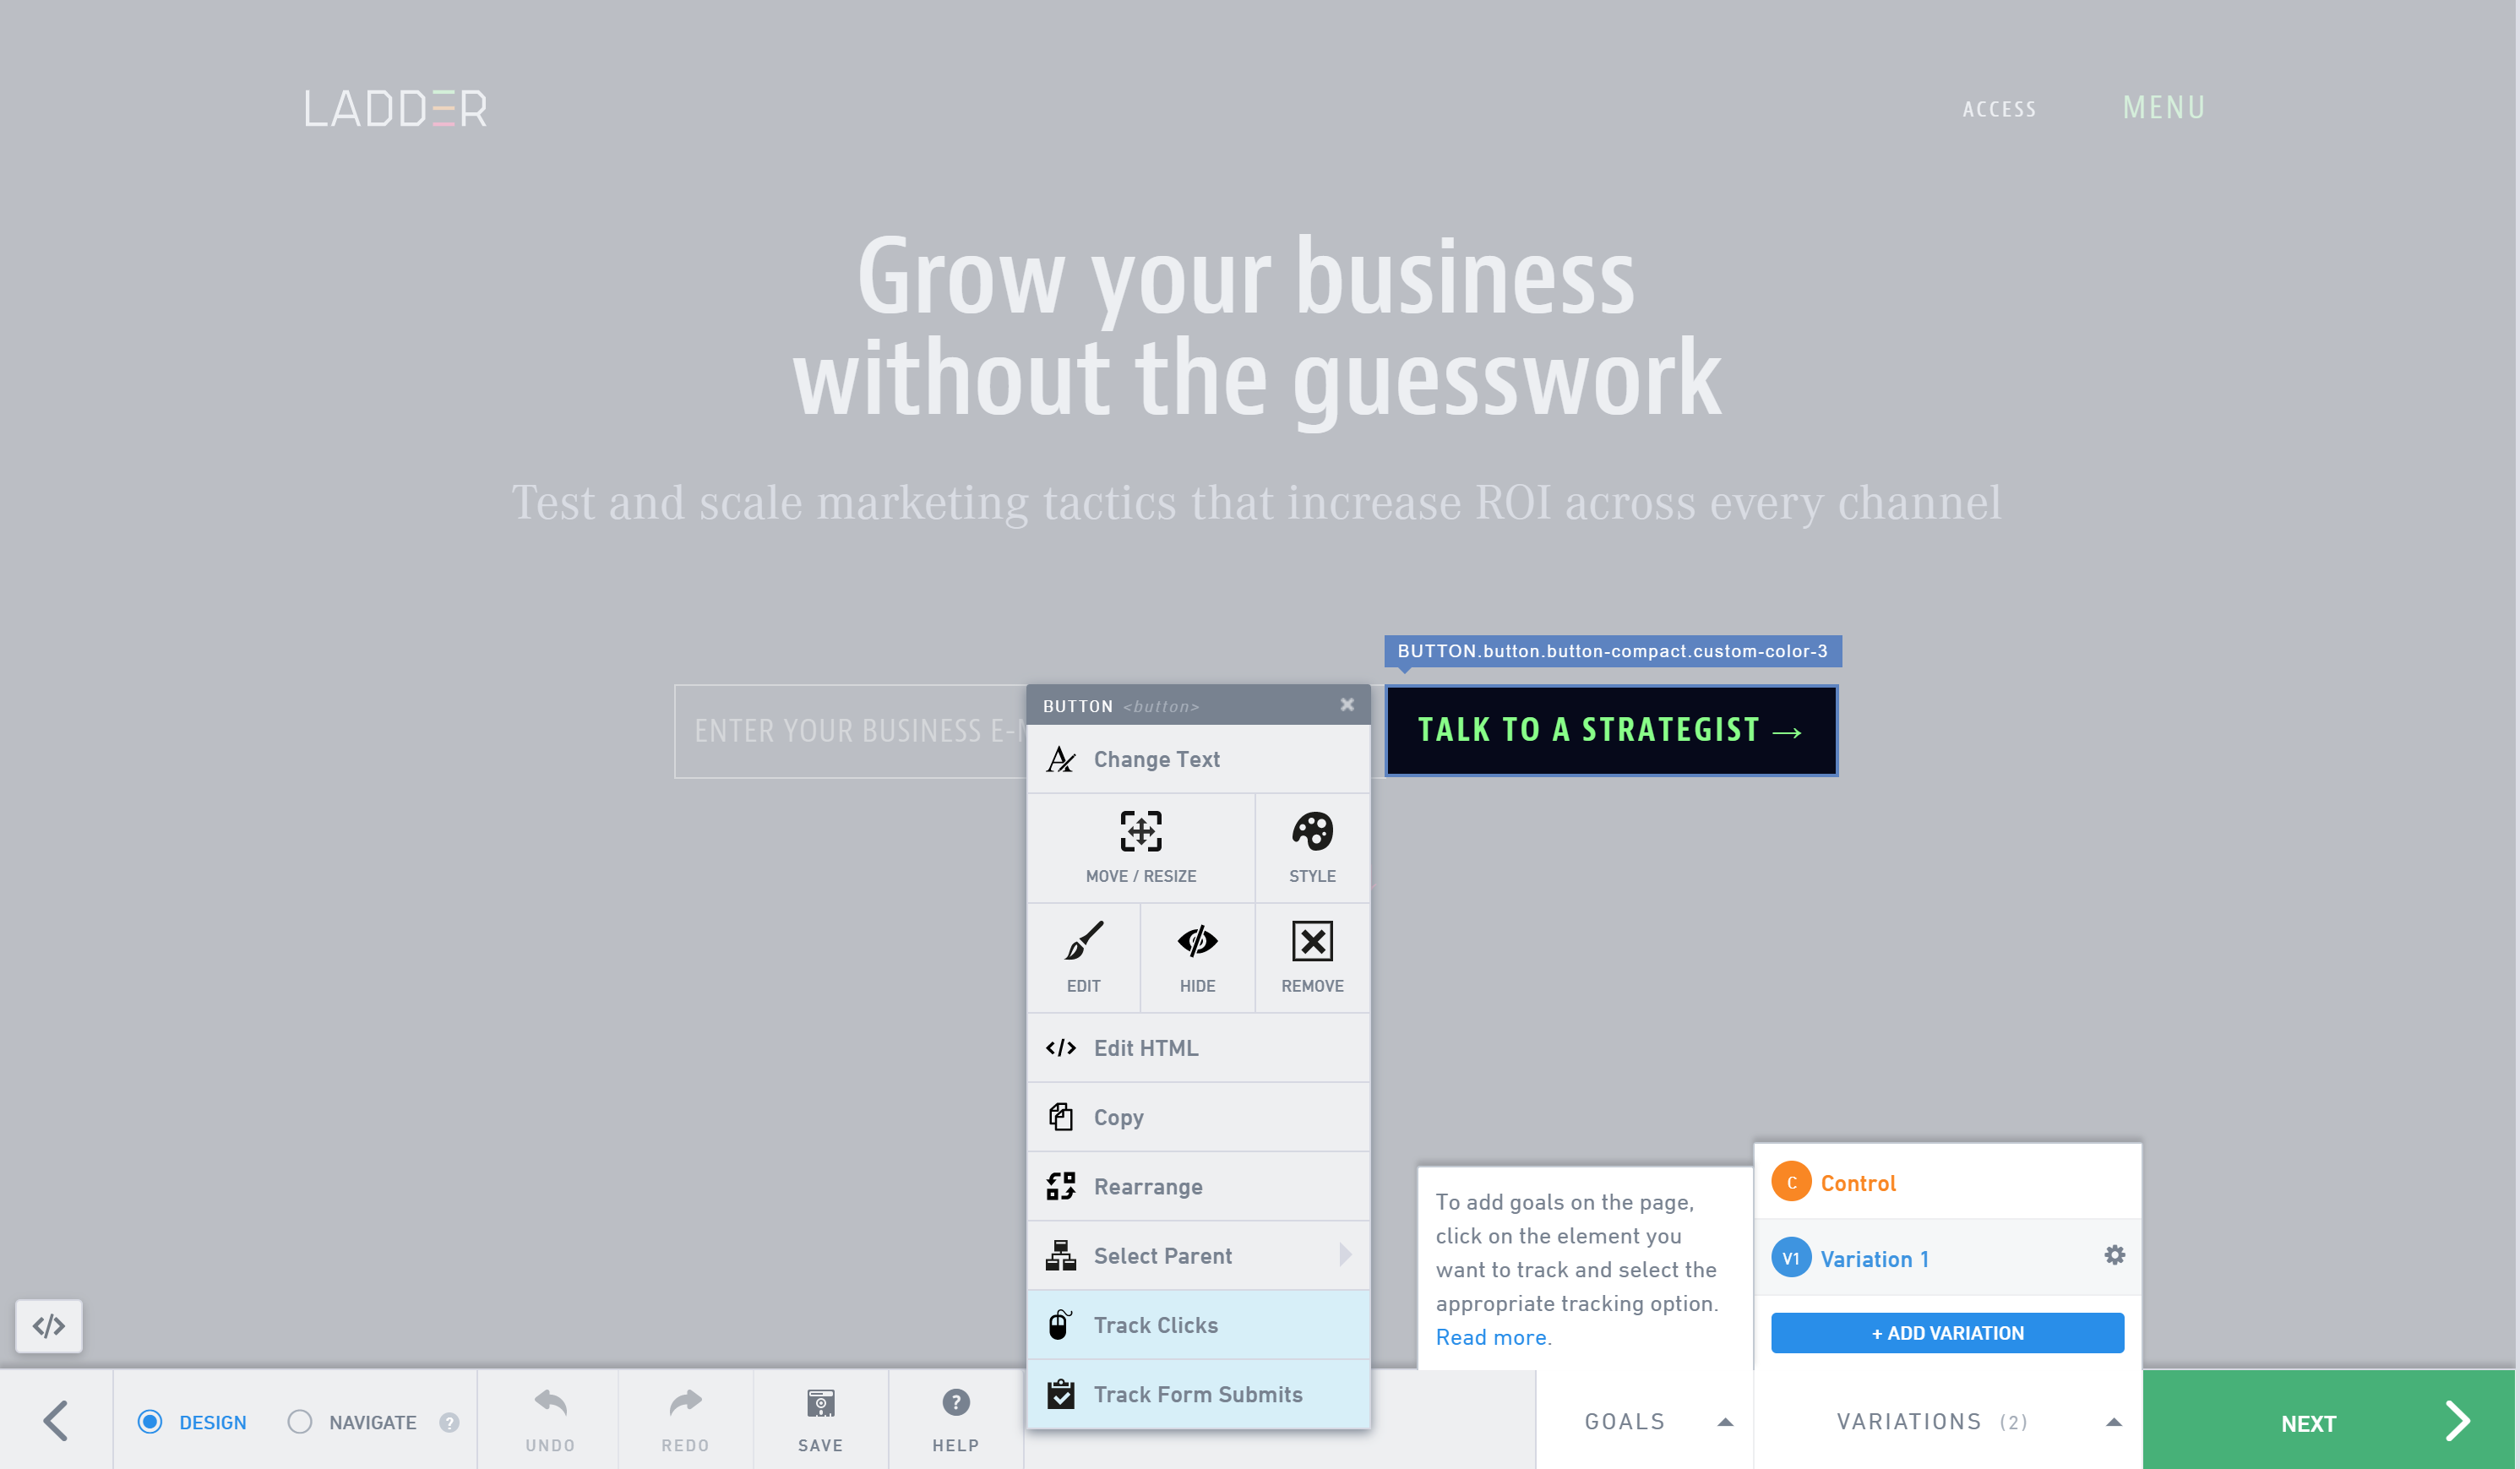 LADDER
ACCESS
MENU
Grow your business
without the guesswork
Test and scale marketing tactics that increase ROI across every channel
BUTTON.button.button-compact.custom-color-3
ENTER YOUR BUSINESS E-
TALK TO A STRATEGIST →
BUTTON <button>
Change Text
MOVE / RESIZE
STYLE
EDIT
HIDE
REMOVE
Edit HTML
Copy
Rearrange
Select Parent
Track Clicks
Track Form Submits
To add goals on the page,
click on the element you
want to track and select the
appropriate tracking option.
Read more.
C Control
V1 Variation 1
+ ADD VARIATION
DESIGN
NAVIGATE
?
UNDO
REDO
SAVE
?
HELP
GOALS
VARIATIONS (2)
NEXT